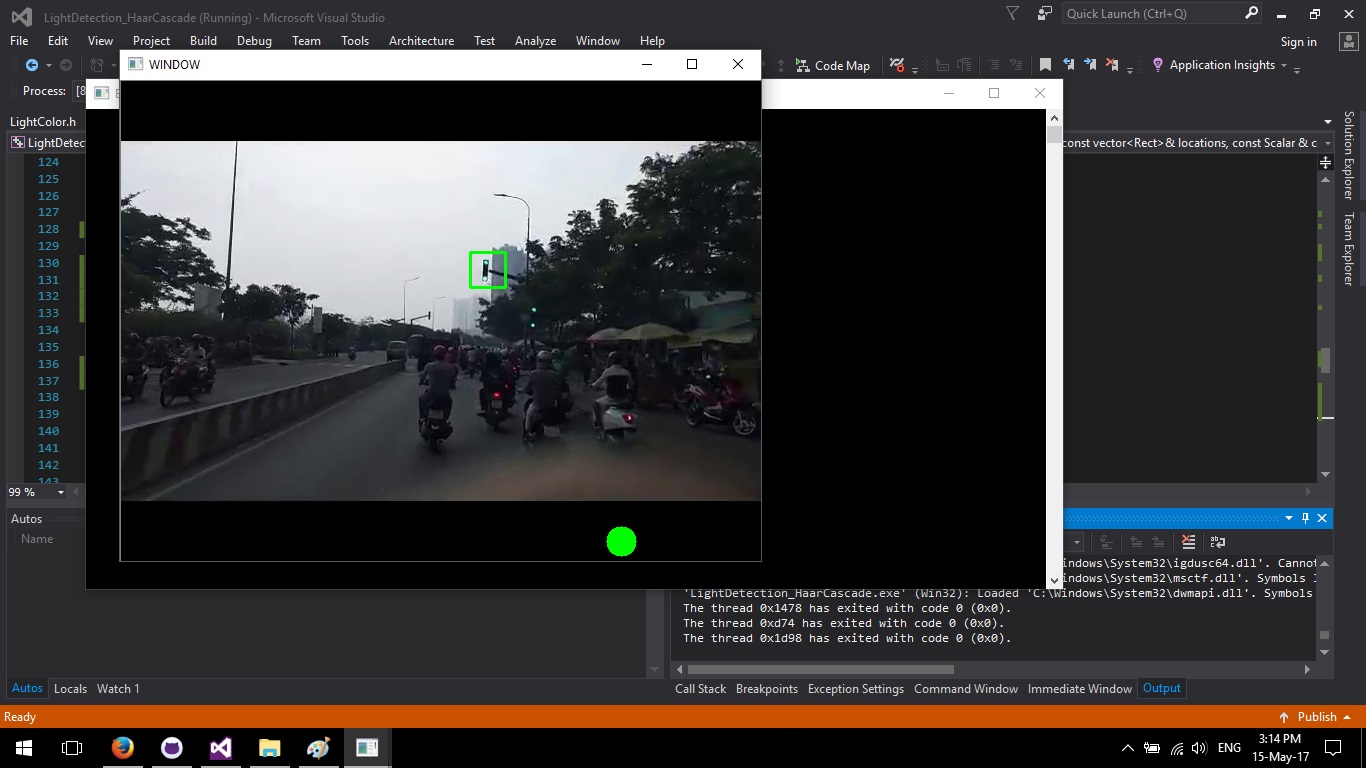 LightDetection_HaarCascade (Running) - Microsoft Visual Studio
Quick Launch (Ctrl+Q)
File Edit View Project Build Debug Team Tools Architecture Test Analyze Window Help
Sign in
WINDOW
Code Map
Application Insights
Process: [8
LightColor.h
LightDetec
const vector<Rect>& locations, const Scalar & c
Solution Explorer
Team Explorer
124
125
126
127
128
129
130
131
132
133
134
135
136
137
138
139
140
141
142
143
99 %
Autos
Name
indows\System32\igdusc64.dll'. Cannot
indows\System32\msctf.dll'. Symbols l
'LightDetection_HaarCascade.exe' (Win32): Loaded 'C:\Windows\System32\dwmapi.dll'. Symbols
The thread 0x1478 has exited with code 0 (0x0).
The thread 0xd74 has exited with code 0 (0x0).
The thread 0x1d98 has exited with code 0 (0x0).
Autos Locals Watch 1
Call Stack Breakpoints Exception Settings Command Window Immediate Window Output
Ready
Publish
ENG
3:14 PM
15-May-17